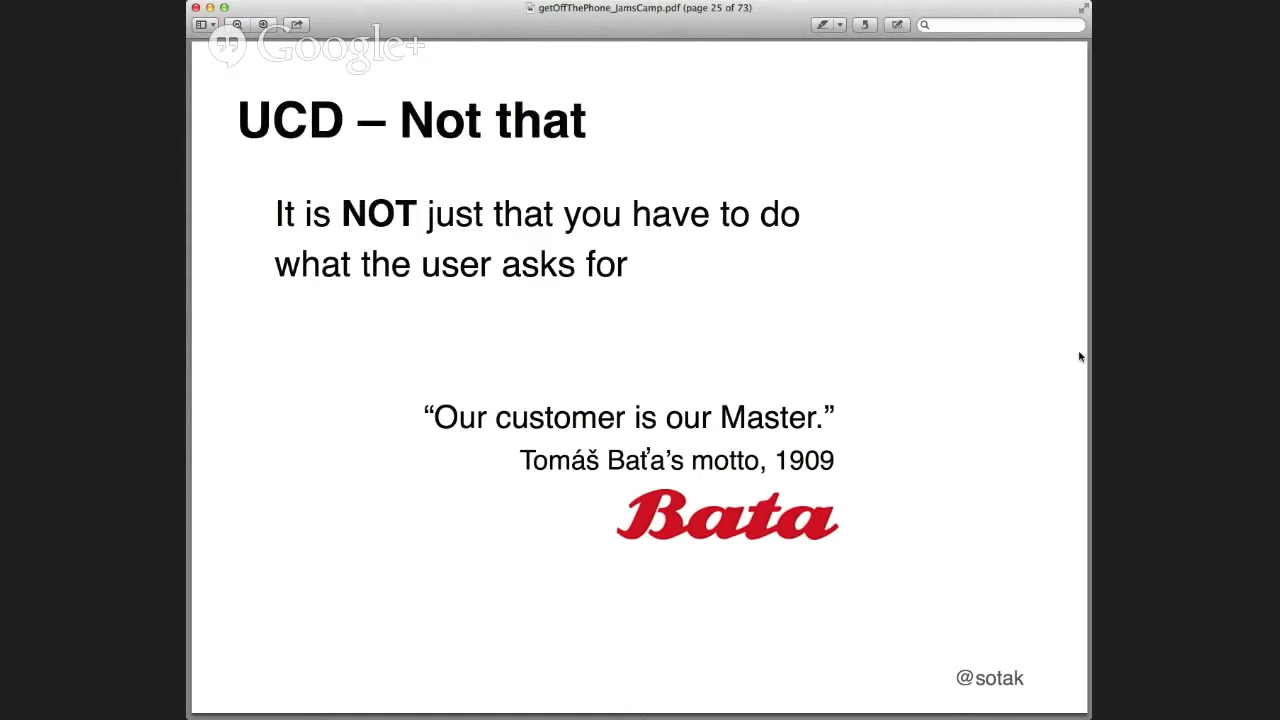 getOffThePhone_JamsCamp.pdf (page 25 of 73)
Google+
UCD – Not that
It is NOT just that you have to do
what the user asks for
“Our customer is our Master.”
Tomáš Baťa’s motto, 1909
Bata
@sotak